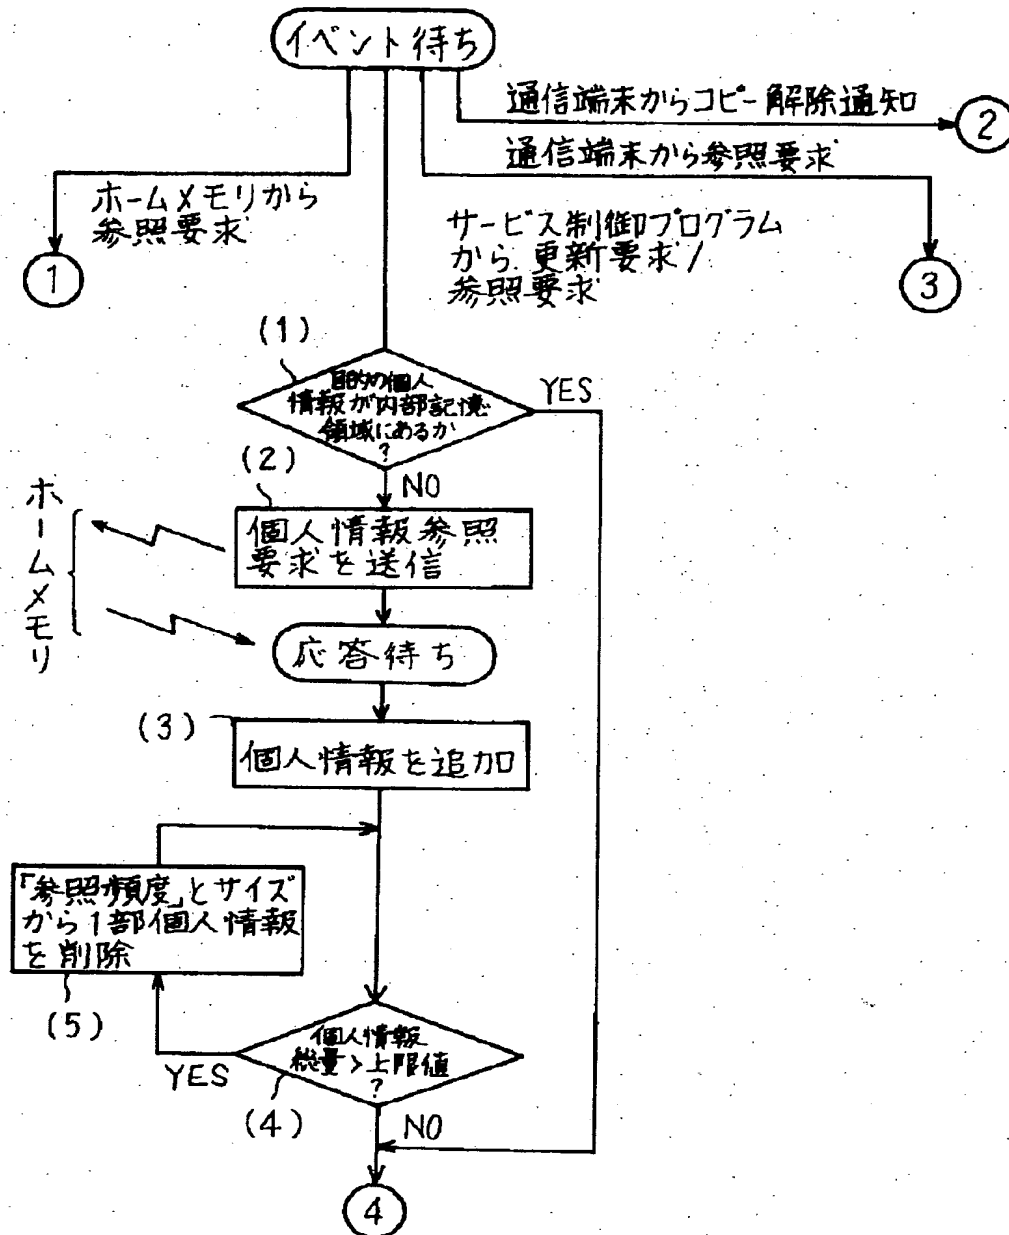 イベント待ち
通信端末からコピー解除通知
2
通信端末から参照要求
ホームメモリから
参照要求
サービス制御プログラム
から更新要求/
参照要求
1
3
(1)
目的の個人
情報が内部記憶
領域にあるか
?
YES
(2)
NO
ホームメモリ
個人情報参照
要求を送信
応答待ち
(3)
個人情報を追加
「参照頻度」とサイズ
から1部個人情報
を削除
(5)
個人情報
総量>上限値
?
YES
(4)
NO
4